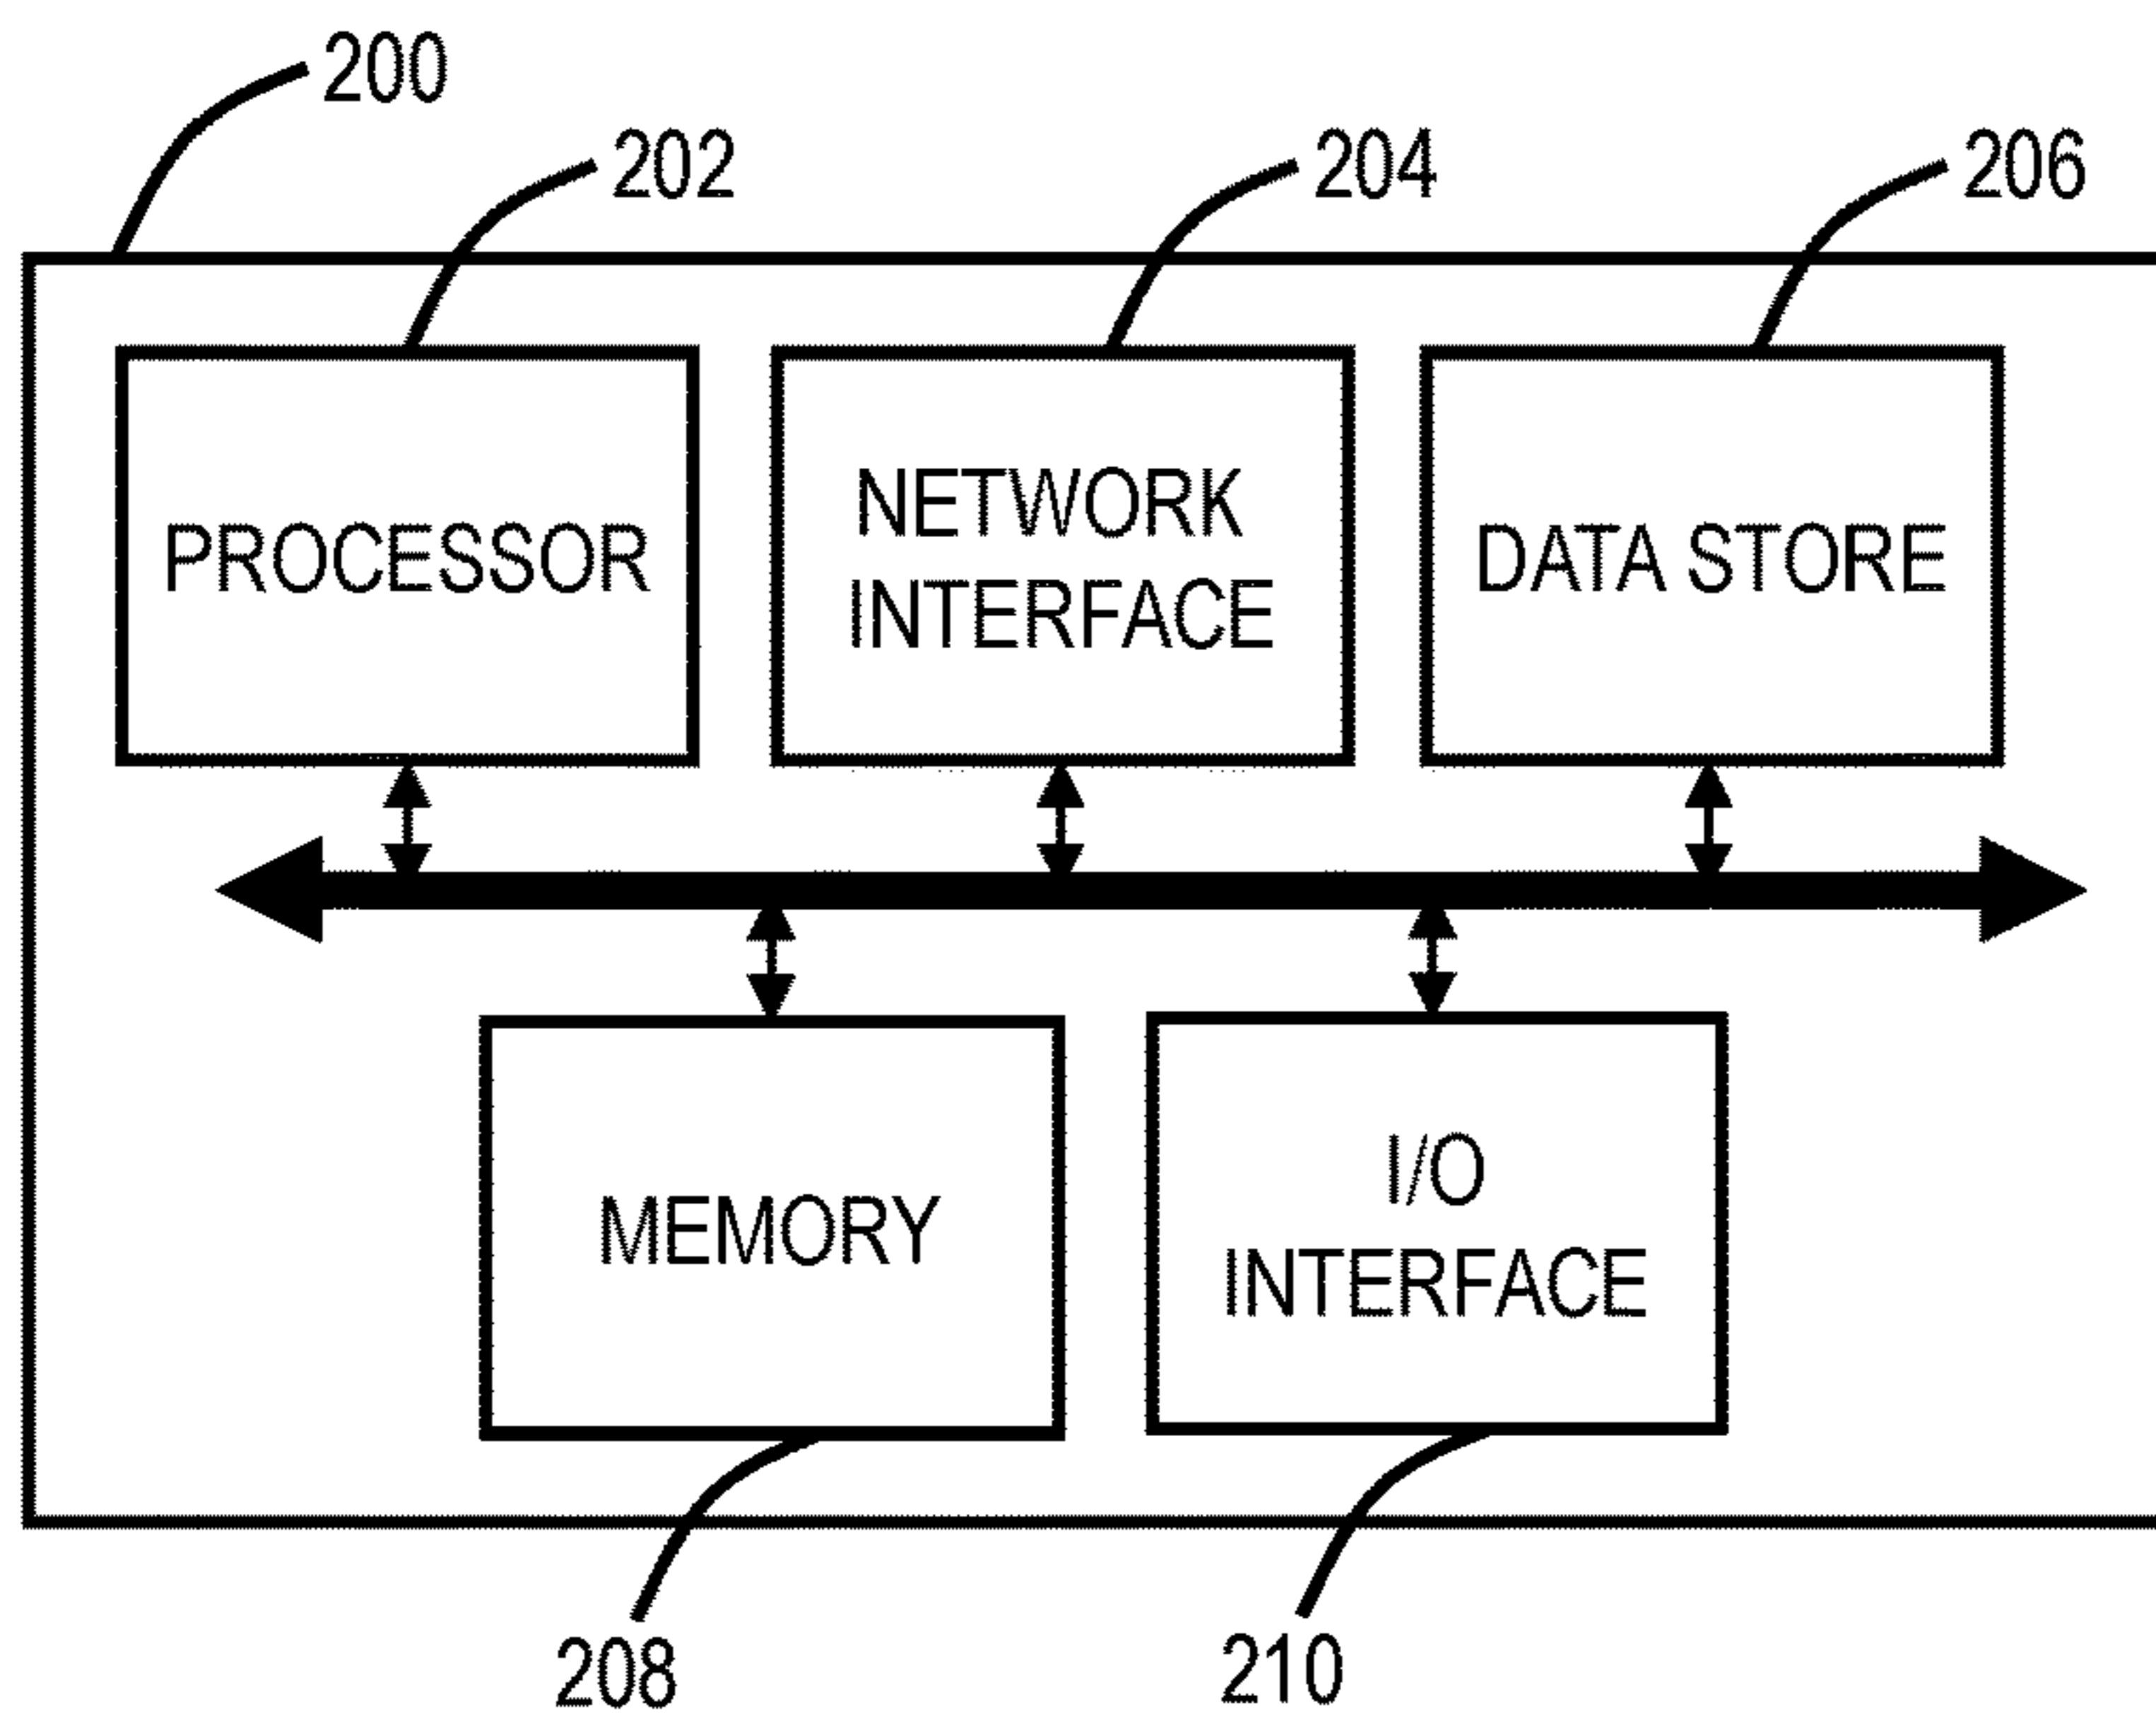 200
202
204
206
PROCESSOR
NETWORK
INTERFACE
DATA STORE
MEMORY
I/O
INTERFACE
208
210